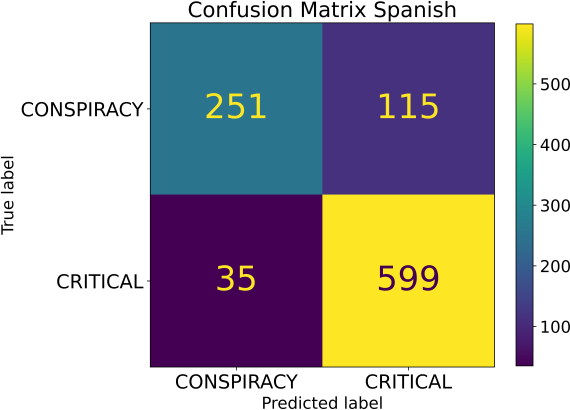 Confusion Matrix Spanish
True label
CONSPIRACY
251
115
CRITICAL
35
599
CONSPIRACY
CRITICAL
Predicted label
500
400
300
200
100